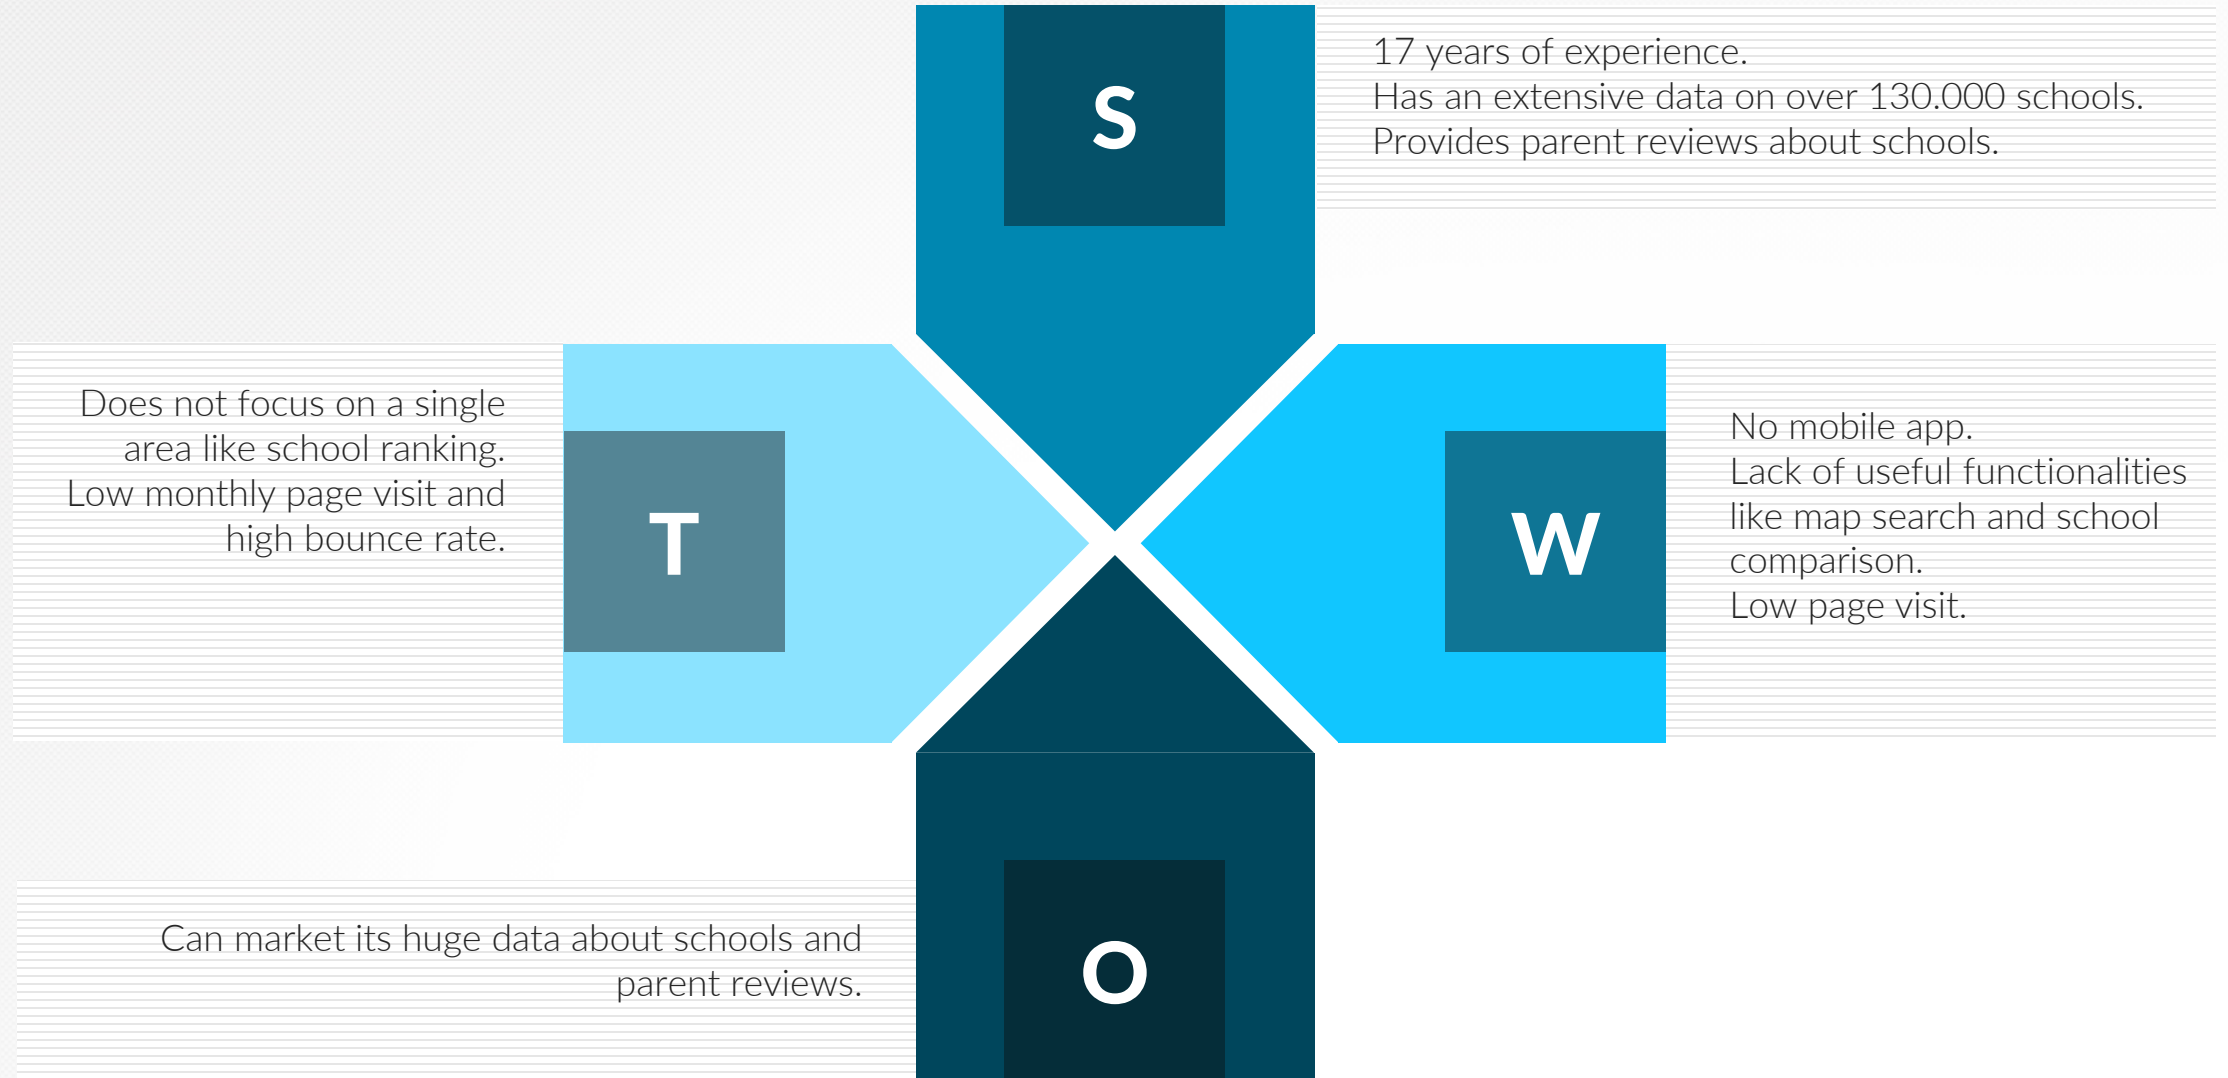 S
17 years of experience.
Has an extensive data on over 130.000 schools.
Provides parent reviews about schools.
Does not focus on a single
area like school ranking.
Low monthly page visit and
high bounce rate.
T
W
No mobile app.
Lack of useful functionalities
like map search and school
comparison.
Low page visit.
Can market its huge data about schools and
parent reviews.
O